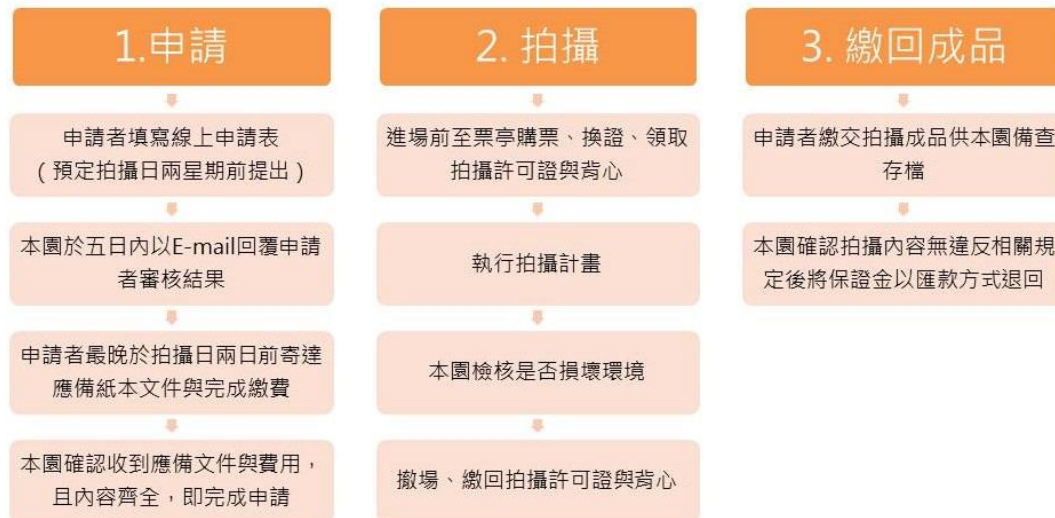 1.申請
申請者填寫線上申請表
(預定拍攝日兩星期前提出)
本園於五日內以E-mail回覆申請
者審核結果
申請者最晚於拍攝日兩日前寄達
應備紙本文件與完成繳費
本園確認收到應備文件與費用，
且內容齊全，即完成申請
2. 拍攝
進場前至票亭購票、換證、領取
拍攝許可證與背心
執行拍攝計畫
本園檢核是否損壞環境
撤場、繳回拍攝許可證與背心
3. 繳回成品
申請者繳交拍攝成品供本園備查
存檔
本園確認拍攝內容無違反相關規
定後將保證金以匯款方式退回